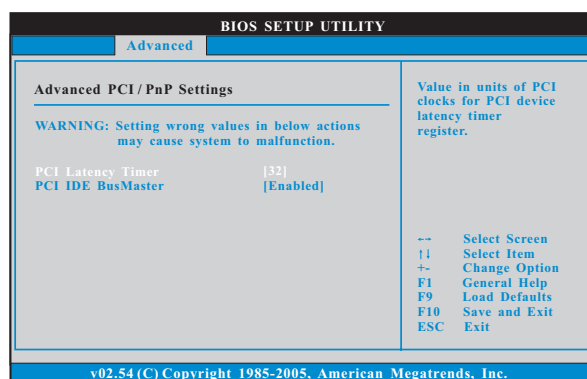 BIOS SETUP UTILITY
Advanced
Advanced PCI / PnP Settings
WARNING: Setting wrong values in below actions
may cause system to malfunction.
PCI Latency Timer [32]
PCI IDE BusMaster [Enabled]
Value in units of PCI
clocks for PCI device
latency timer
register.
←→ Select Screen
↑↓ Select Item
+- Change Option
F1 General Help
F9 Load Defaults
F10 Save and Exit
ESC Exit
v02.54 (C) Copyright 1985-2005, American Megatrends, Inc.